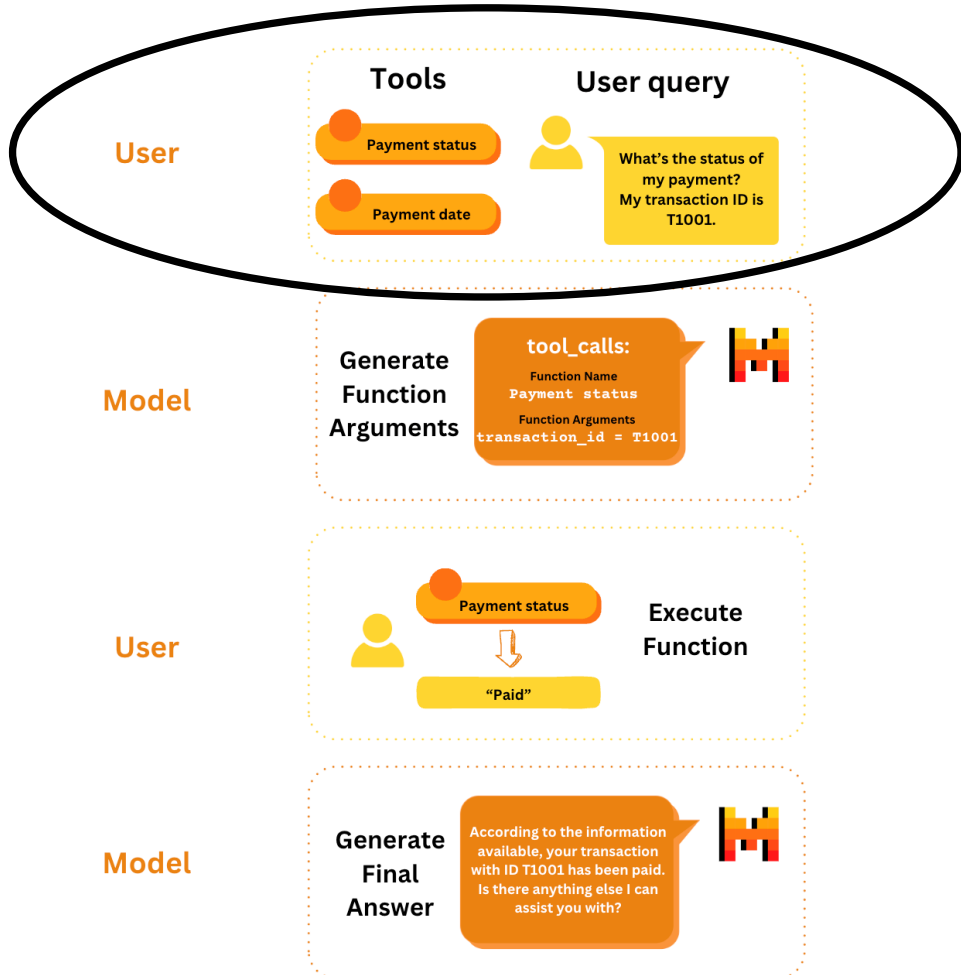 Tools
User query
User
Payment status
Payment date
What's the status of
my payment?
My transaction ID is
T1001.
Model
Generate
Function
Arguments
tool_calls:
Function Name
Payment status
Function Arguments
transaction_id = T1001
User
Payment status
"Paid"
Execute
Function
Model
Generate
Final
Answer
According to the information
available, your transaction
with ID T1001 has been paid.
Is there anything else I can
assist you with?